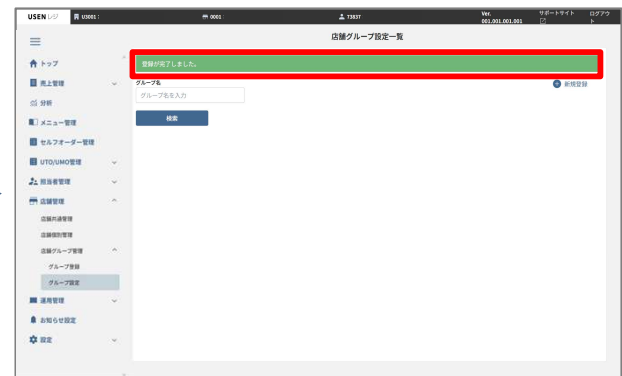 USEN レジ U3001: 0001 T3837 Ver. 001.001.001.001 サポートサイト ログアウト
店舗グループ設定一覧
トップ
売上管理
分析
メニュー管理
セルフオーダー管理
UTO/UMO管理
担当者管理
店舗管理
店舗共通管理
店舗個別管理
店舗グループ管理
グループ登録
グループ設定
運用管理
お知らせ設定
設定
登録が完了しました。
グループ名
グループ名を入力
検索
新規登録